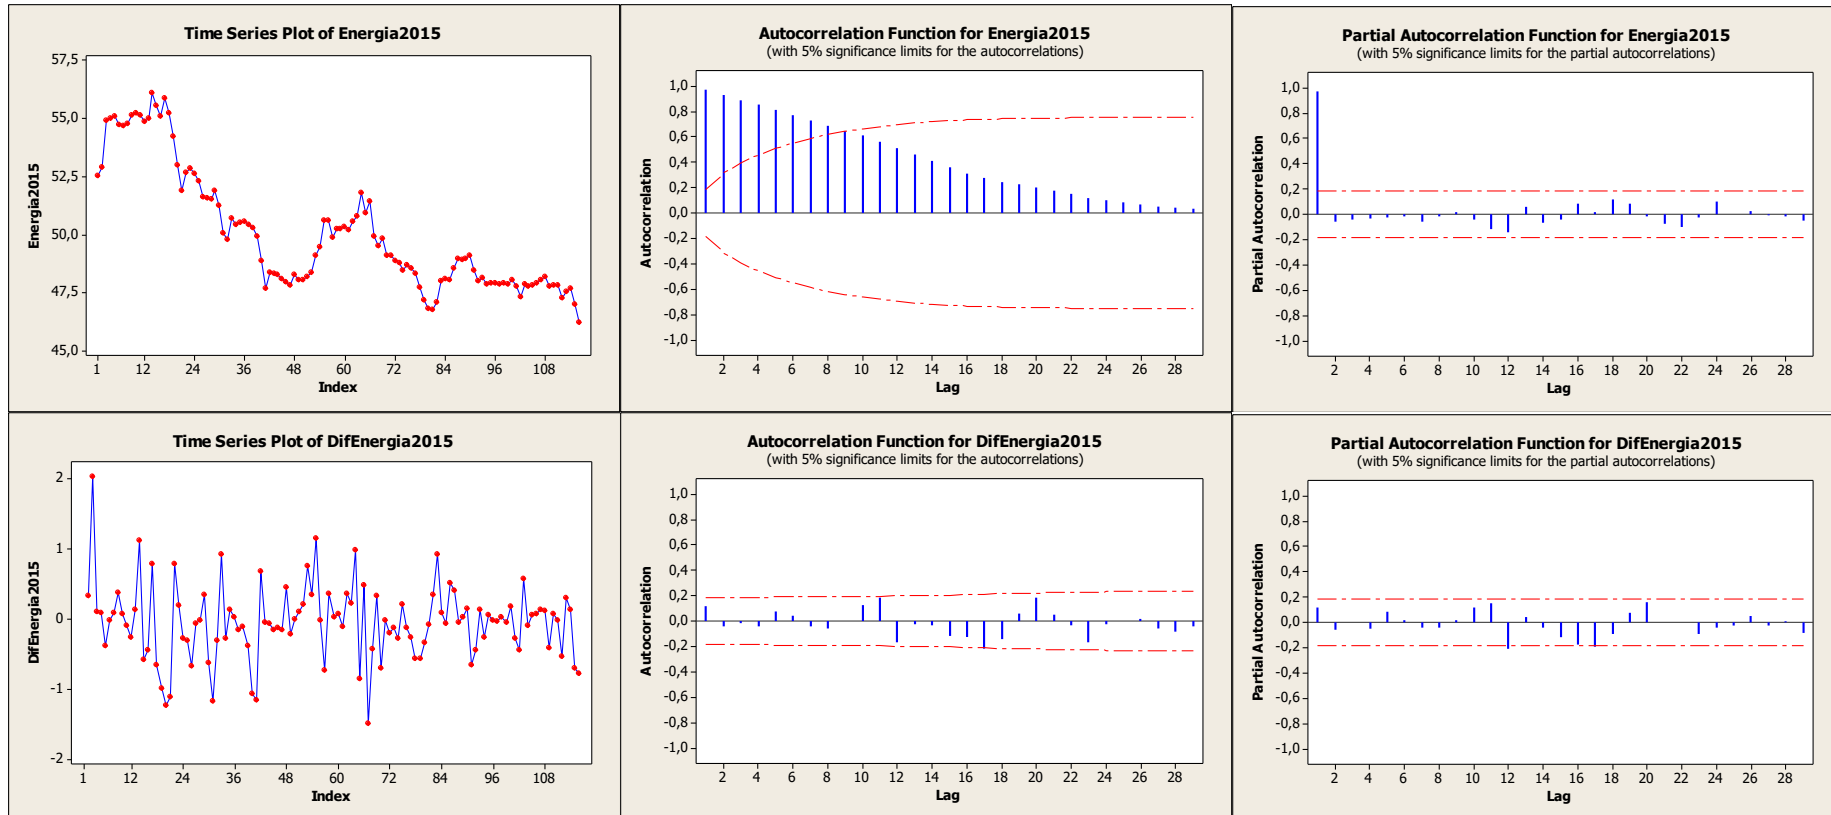 Time Series Plot of Energia2015
57,5
55,0
52,5
50,0
47,5
45,0
Energia2015
1 12 24 36 48 60 72 84 96 108
Index
Autocorrelation Function for Energia2015
(with 5% significance limits for the autocorrelations)
1,0
0,8
0,6
0,4
0,2
0,0
-0,2
-0,4
-0,6
-0,8
-1,0
Autocorrelation
2 4 6 8 10 12 14 16 18 20 22 24 26 28
Lag
Partial Autocorrelation Function for Energia2015
(with 5% significance limits for the partial autocorrelations)
1,0
0,8
0,6
0,4
0,2
0,0
-0,2
-0,4
-0,6
-0,8
-1,0
Partial Autocorrelation
2 4 6 8 10 12 14 16 18 20 22 24 26 28
Lag
Time Series Plot of DifEnergia2015
2
1
0
-1
-2
DifEnergia2015
1 12 24 36 48 60 72 84 96 108
Index
Autocorrelation Function for DifEnergia2015
(with 5% significance limits for the autocorrelations)
1,0
0,8
0,6
0,4
0,2
0,0
-0,2
-0,4
-0,6
-0,8
-1,0
Autocorrelation
2 4 6 8 10 12 14 16 18 20 22 24 26 28
Lag
Partial Autocorrelation Function for DifEnergia2015
(with 5% significance limits for the partial autocorrelations)
1,0
0,8
0,6
0,4
0,2
0,0
-0,2
-0,4
-0,6
-0,8
-1,0
Partial Autocorrelation
2 4 6 8 10 12 14 16 18 20 22 24 26 28
Lag